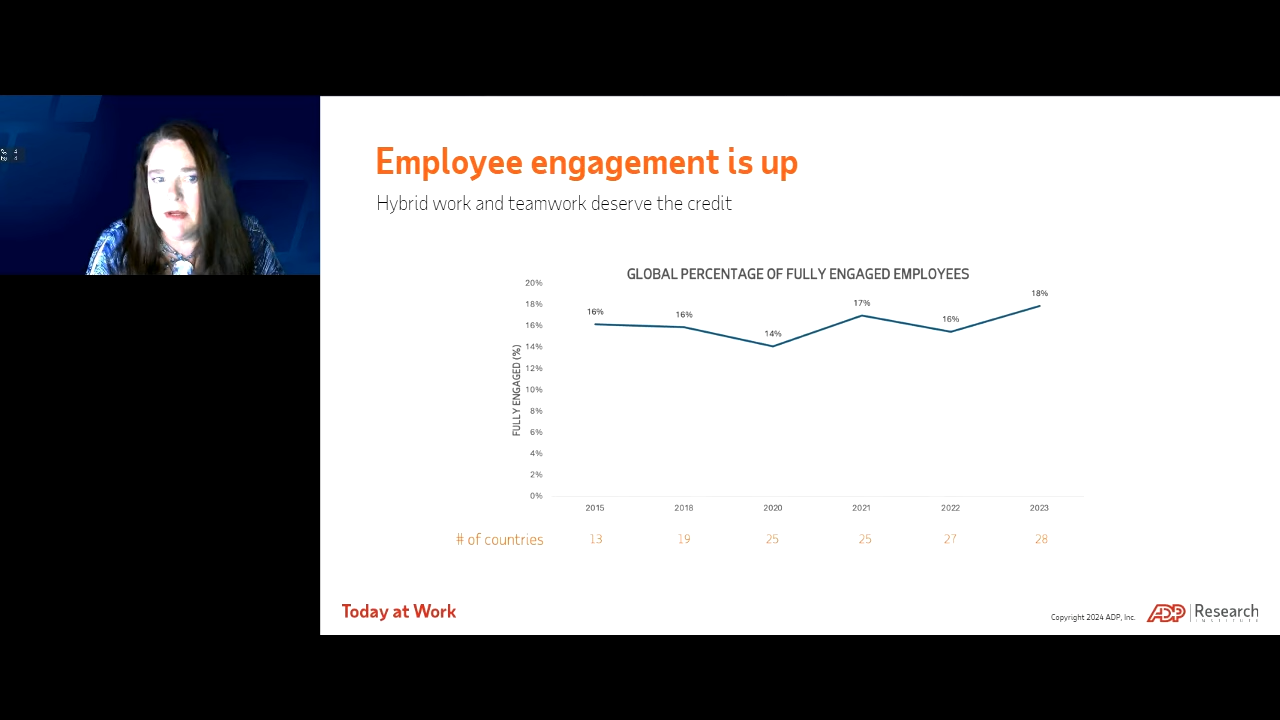 Employee engagement is up
Hybrid work and teamwork deserve the credit
GLOBAL PERCENTAGE OF FULLY ENGAGED EMPLOYEES
FULLY ENGAGED (%)
20%
18%
16%
14%
12%
10%
8%
6%
4%
2%
0%
16% 16% 14% 17% 16% 18%
2015 2018 2020 2021 2022 2023
# of countries 13 19 25 25 27 28
Today at Work
Copyright 2024 ADP, Inc.
ADP Research
INSTITUTE